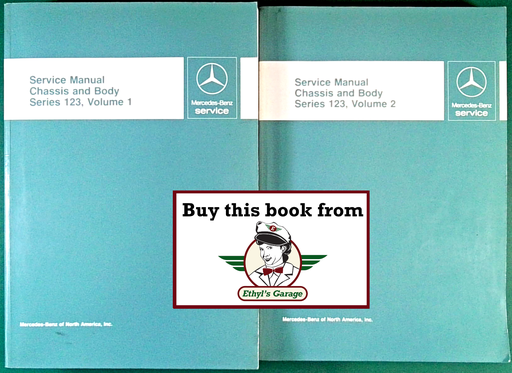 Service Manual
Chassis and Body
Series 123, Volume 1
Mercedes-Benz
service
Mercedes-Benz of North America, Inc.
Service Manual
Chassis and Body
Series 123, Volume 2
Mercedes-Benz
service
Mercedes-Benz of North America, Inc.
Buy this book from
Ethyl's Garage